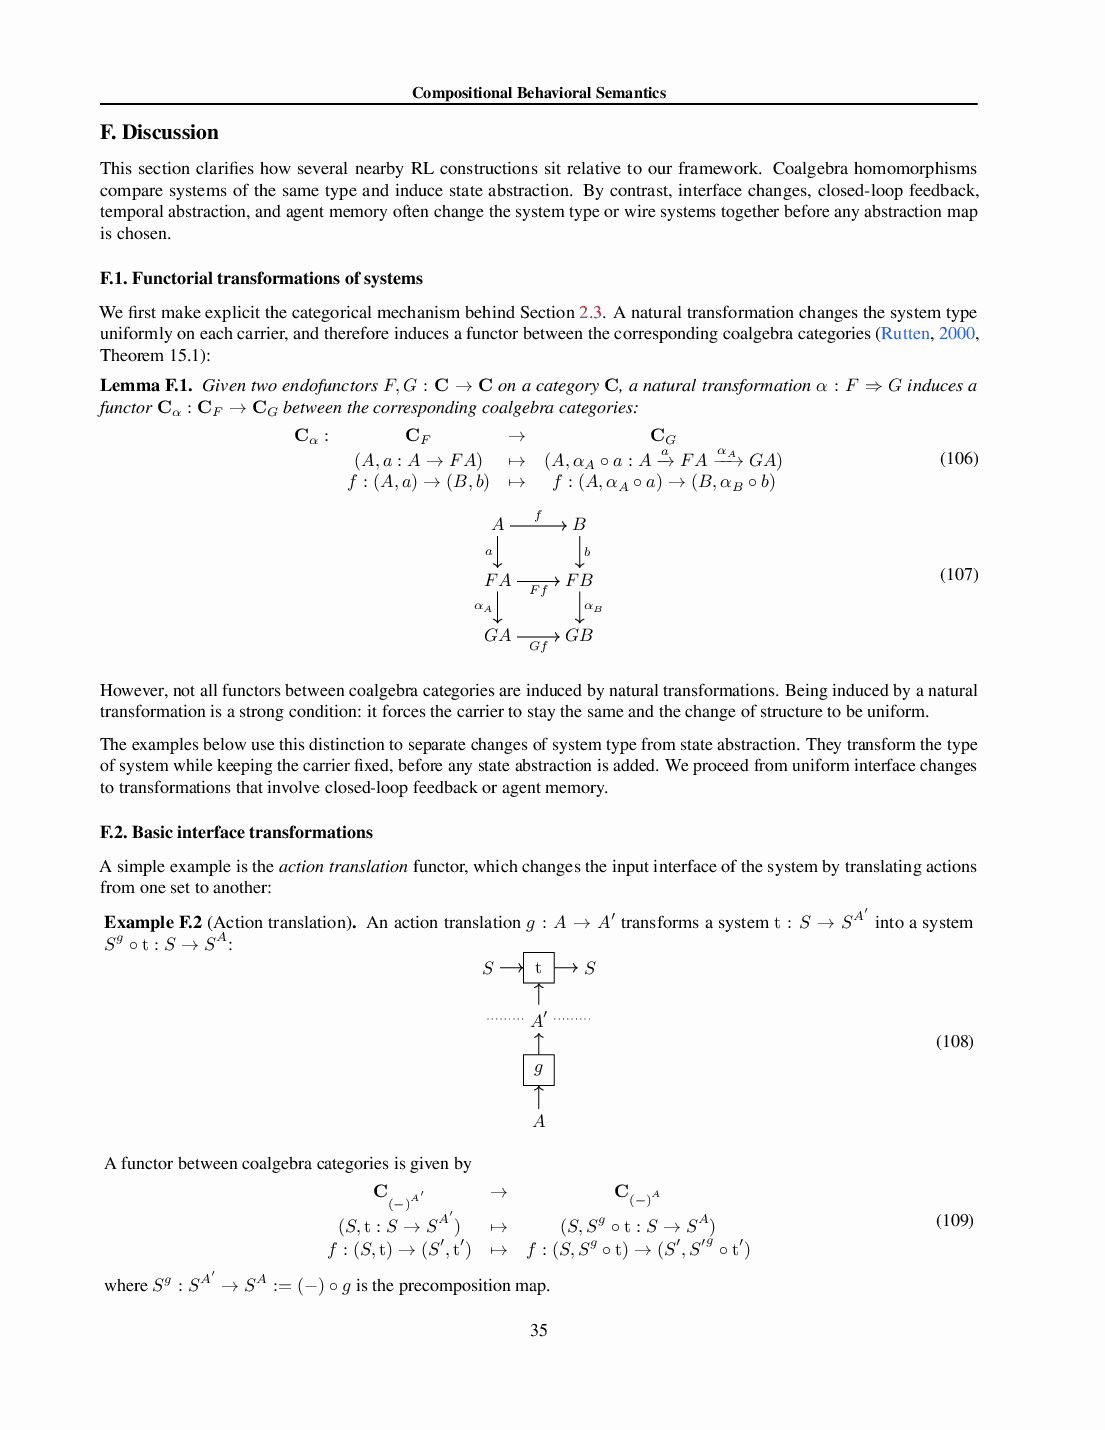 Compositional Behavioral Semantics
F. Discussion
This section clarifies how several nearby RL constructions sit relative to our framework. Coalgebra homomorphisms
compare systems of the same type and induce state abstraction. By contrast, interface changes, closed-loop feedback,
temporal abstraction, and agent memory often change the system type or wire systems together before any abstraction map
is chosen.
F.1. Functorial transformations of systems
We first make explicit the categorical mechanism behind Section 2.3. A natural transformation changes the system type
uniformly on each carrier, and therefore induces a functor between the corresponding coalgebra categories (Rutten, 2000,
Theorem 15.1):
Lemma F.1. Given two endofunctors F, G : C → C on a category C, a natural transformation α : F ⇒ G induces a
functor C_α : C_F → C_G between the corresponding coalgebra categories:
C_α : C_F → C_G
(A, a : A → FA) ↦ (A, α_A ∘ a : A →^a FA →^{α_A} GA) (106)
f : (A, a) → (B, b) ↦ f : (A, α_A ∘ a) → (B, α_B ∘ b)
A f B
a b
FA Ff FB (107)
α_A α_B
GA Gf GB
However, not all functors between coalgebra categories are induced by natural transformations. Being induced by a natural
transformation is a strong condition: it forces the carrier to stay the same and the change of structure to be uniform.
The examples below use this distinction to separate changes of system type from state abstraction. They transform the type
of system while keeping the carrier fixed, before any state abstraction is added. We proceed from uniform interface changes
to transformations that involve closed-loop feedback or agent memory.
F.2. Basic interface transformations
A simple example is the action translation functor, which changes the input interface of the system by translating actions
from one set to another:
Example F.2 (Action translation). An action translation g : A → A′ transforms a system t : S → S^{A′} into a system
S^g ∘ t : S → S^A:
S t S
A′
(108)
g
A
A functor between coalgebra categories is given by
C_{(−)^{A′}} → C_{(−)^A}
(S, t : S → S^{A′}) ↦ (S, S^g ∘ t : S → S^A) (109)
f : (S, t) → (S′, t′) ↦ f : (S, S^g ∘ t) → (S′, S′^g ∘ t′)
where S^g : S^{A′} → S^A := (−) ∘ g is the precomposition map.
35